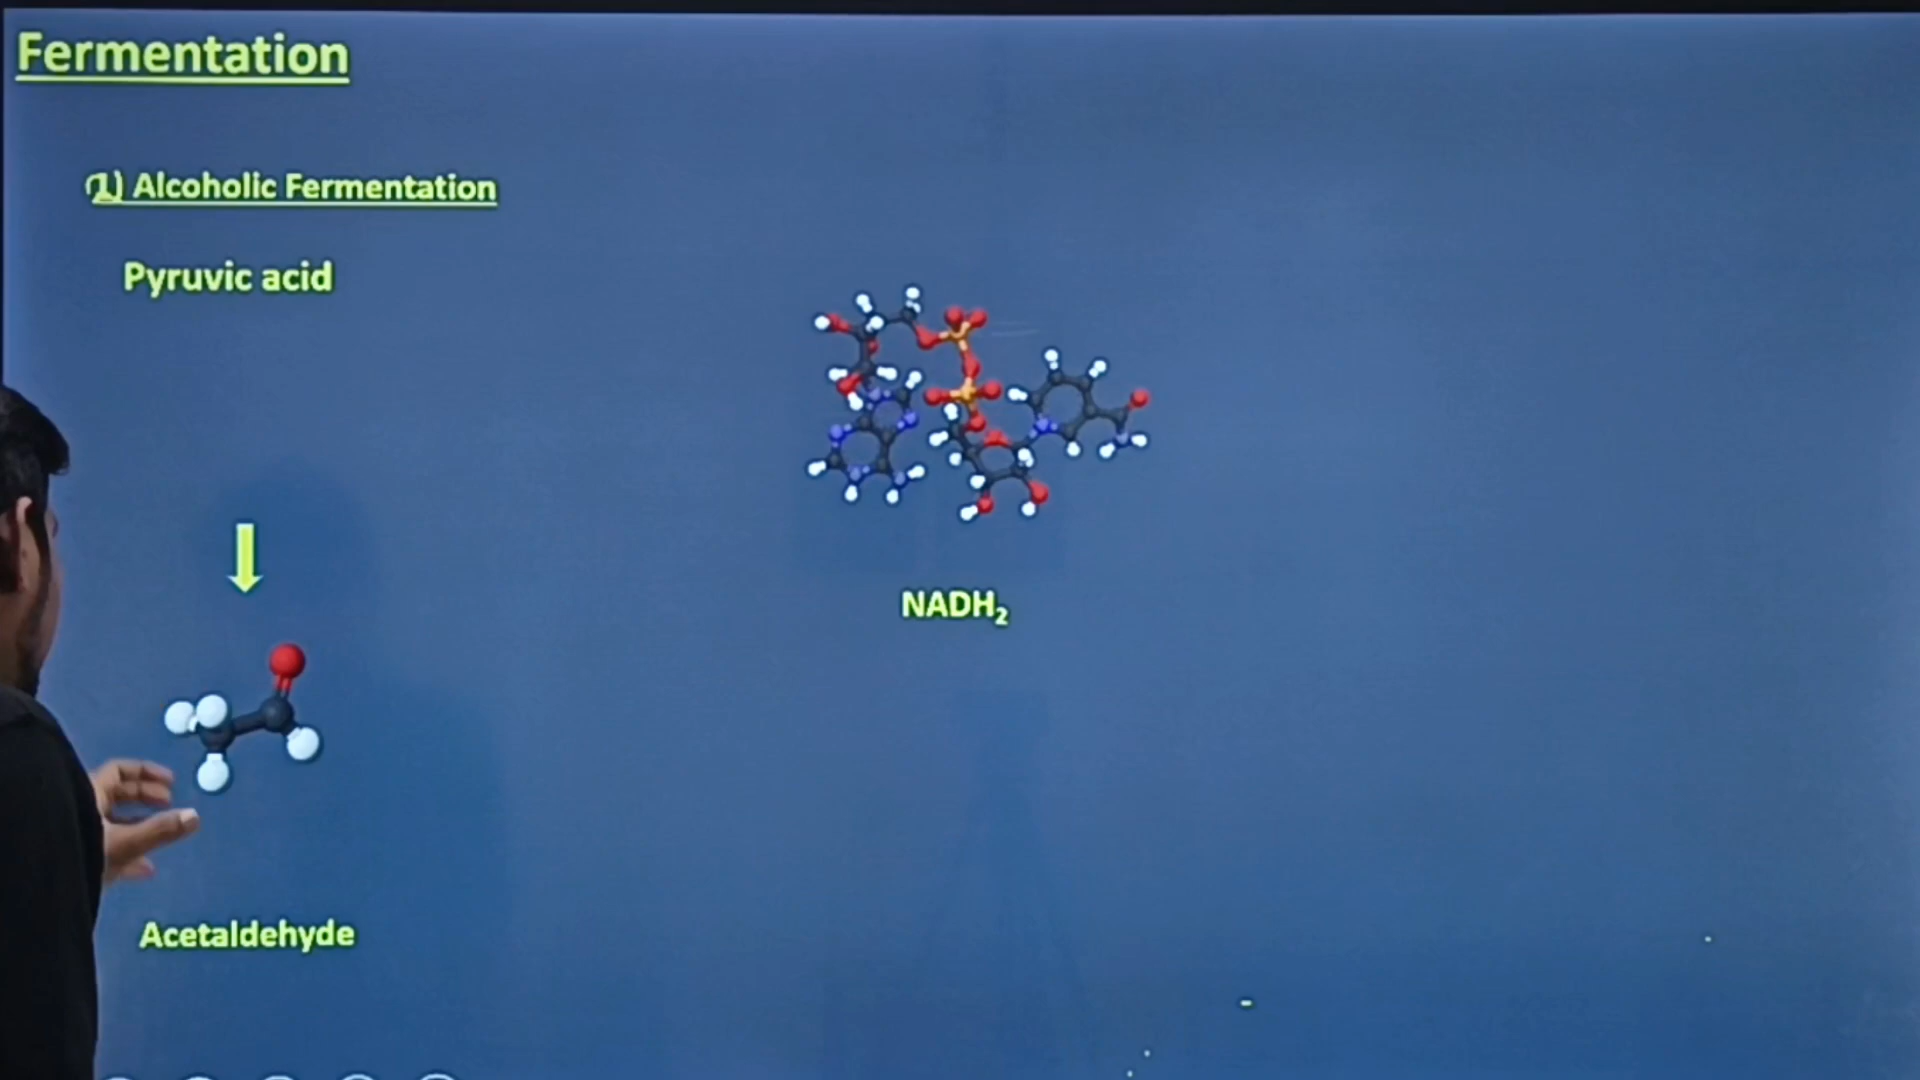 Fermentation
(1) Alcoholic Fermentation
Pyruvic acid
NADH₂
Acetaldehyde